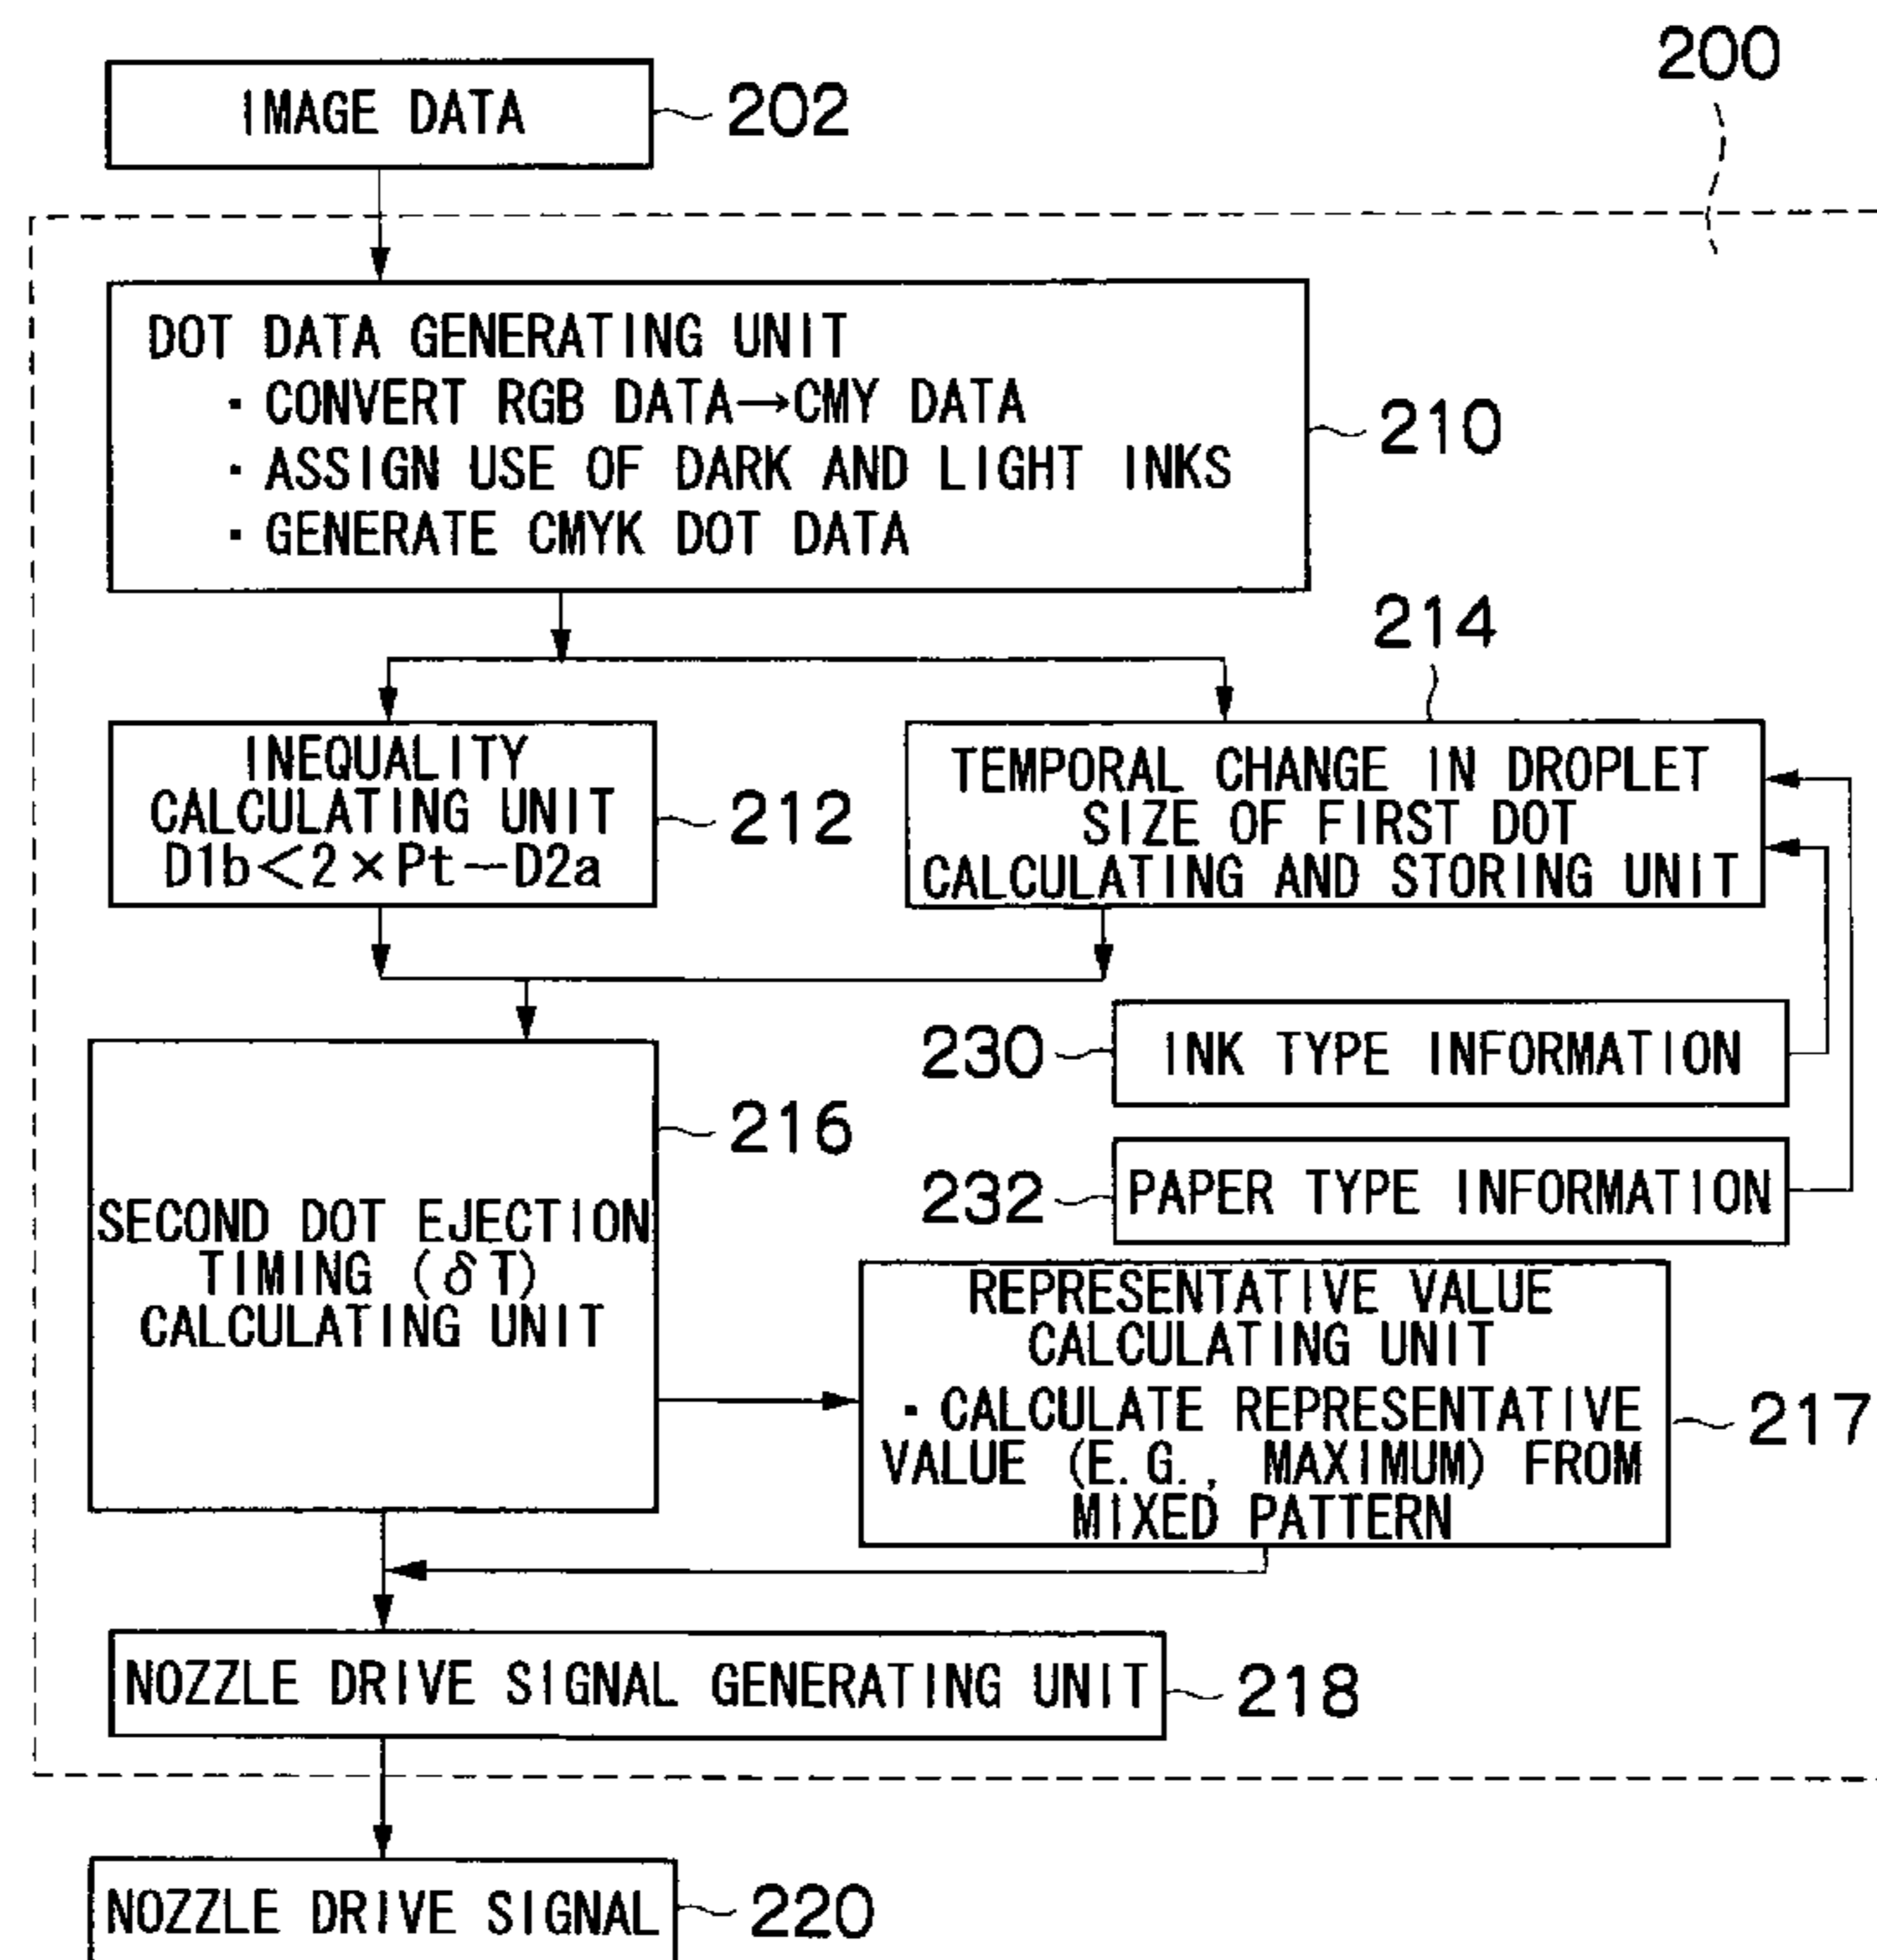 200
IMAGE DATA
202
DOT DATA GENERATING UNIT
・CONVERT RGB DATA→CMY DATA
・ASSIGN USE OF DARK AND LIGHT INKS
・GENERATE CMYK DOT DATA
210
214
INEQUALITY
CALCULATING UNIT
D1b<2×Pt−D2a
212
TEMPORAL CHANGE IN DROPLET
SIZE OF FIRST DOT
CALCULATING AND STORING UNIT
230
INK TYPE INFORMATION
232
PAPER TYPE INFORMATION
SECOND DOT EJECTION
TIMING (δT)
CALCULATING UNIT
216
REPRESENTATIVE VALUE
CALCULATING UNIT
・CALCULATE REPRESENTATIVE
VALUE (E.G., MAXIMUM) FROM
MIXED PATTERN
217
NOZZLE DRIVE SIGNAL GENERATING UNIT
218
NOZZLE DRIVE SIGNAL
220